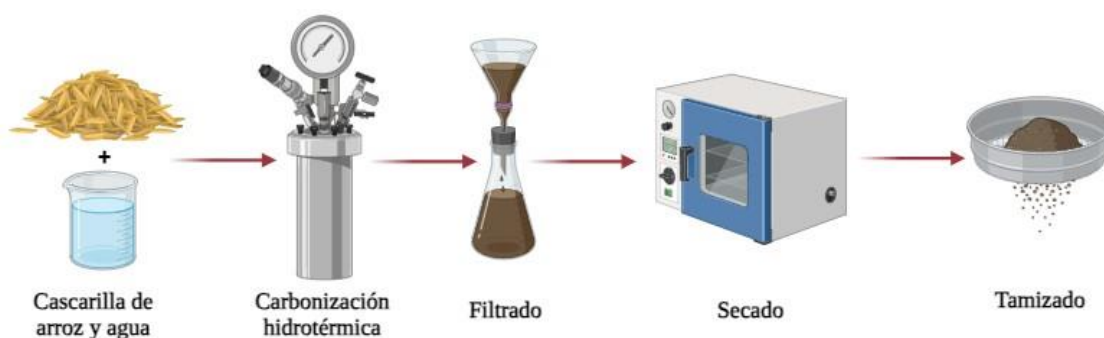 +
Cascarilla de
arroz y agua
Carbonización
hidrotérmica
Filtrado
Secado
Tamizado